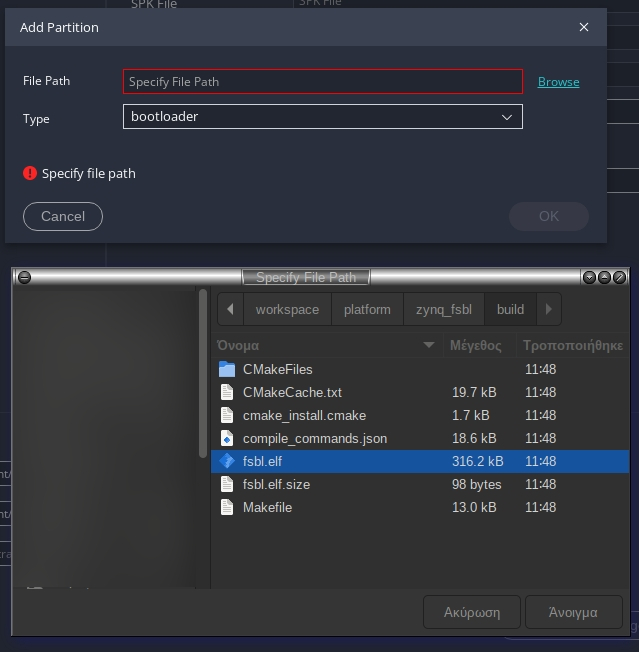 SPK File
SPK File
Add Partition
File Path
Specify File Path
Browse
Type
bootloader
Specify file path
Cancel
OK
Specify File Path
workspace
platform
zynq_fsbl
build
Όνομα
Μέγεθος
Τροποποιήθηκε
CMakeFiles
11:48
CMakeCache.txt
19.7 kB
11:48
cmake_install.cmake
1.7 kB
11:48
compile_commands.json
18.6 kB
11:48
fsbl.elf
316.2 kB
11:48
fsbl.elf.size
98 bytes
11:48
Makefile
13.0 kB
11:48
Ακύρωση
Άνοιγμα